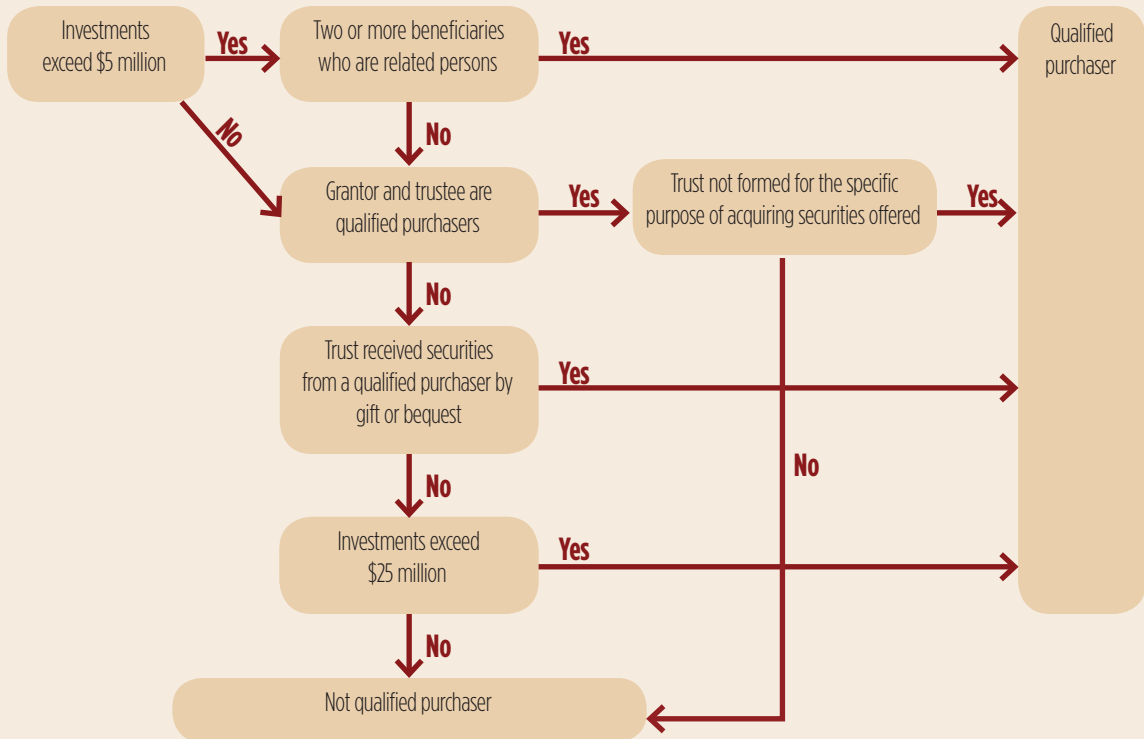 Investments
exceed $5 million
Yes
Two or more beneficiaries
who are related persons
Yes
Qualified
purchaser
No
No
Grantor and trustee are
qualified purchasers
Yes
Trust not formed for the specific
purpose of acquiring securities offered
Yes
No
Trust received securities
from a qualified purchaser by
gift or bequest
Yes
No
No
Investments exceed
$25 million
Yes
No
Not qualified purchaser